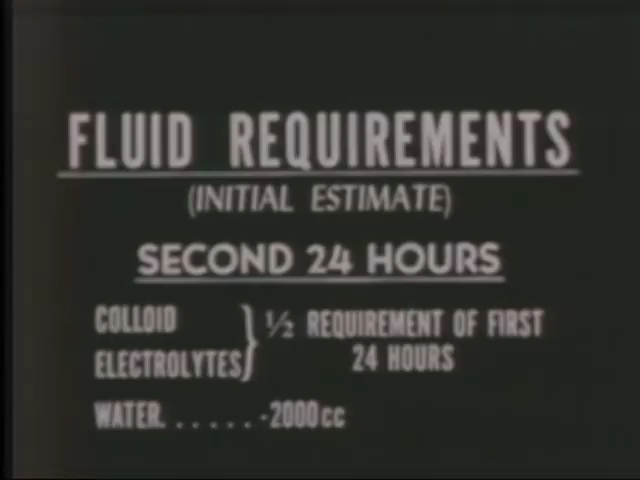 FLUID REQUIREMENTS
(INITIAL ESTIMATE)
SECOND 24 HOURS
COLLOID
ELECTROLYTES } ½ REQUIREMENT OF FIRST
24 HOURS
WATER. . . . . . -2000cc